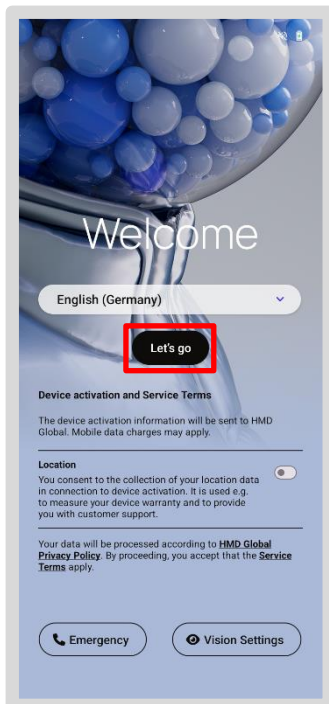 Welcome
English (Germany)
Let's go
Device activation and Service Terms
The device activation information will be sent to HMD
Global. Mobile data charges may apply.
Location
You consent to the collection of your location data
in connection to device activation. It is used e.g.
to measure your device warranty and to provide
you with customer support.
Your data will be processed according to HMD Global
Privacy Policy. By proceeding, you accept that the Service
Terms apply.
Emergency
Vision Settings